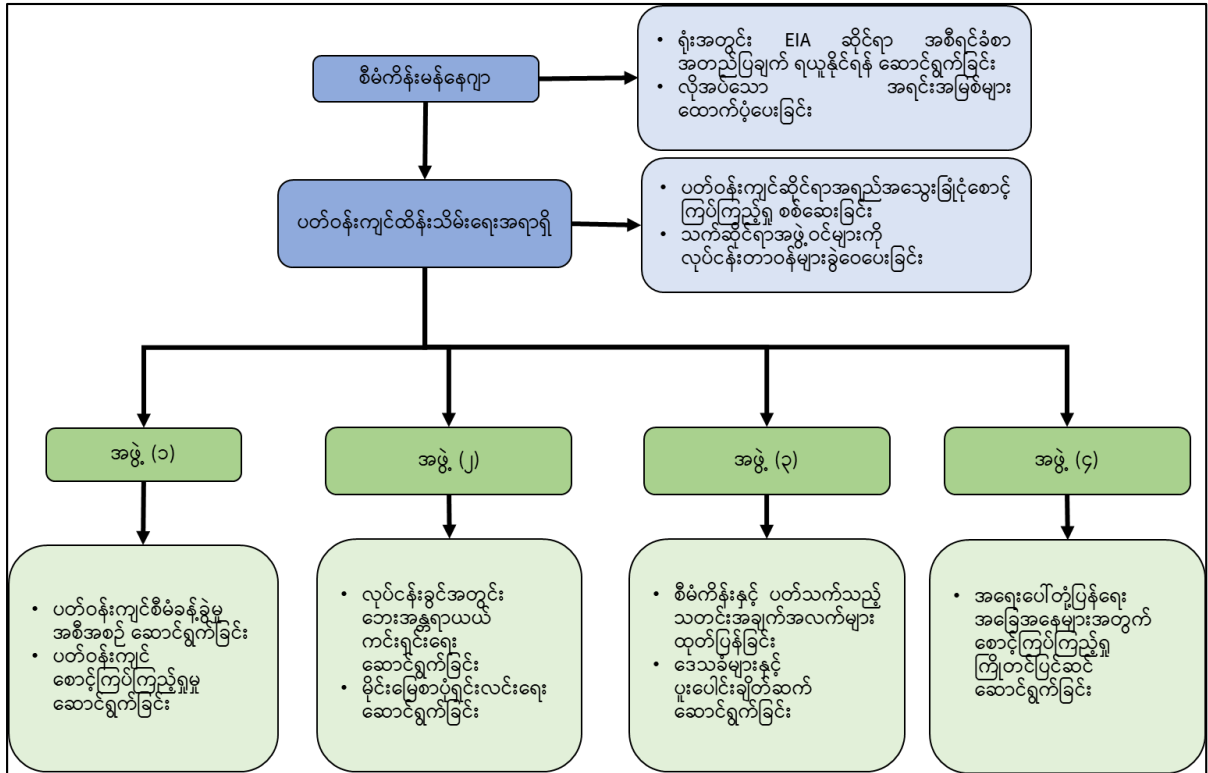 စီမံကိန်းမန်နေဂျာ
• ရုံးအတွင်း EIA ဆိုင်ရာ အစီရင်ခံစာ
အတည်ပြုချက် ရယူနိုင်ရန် ဆောင်ရွက်ခြင်း
• လိုအပ်သော အရင်းအမြစ်များ
ထောက်ပံ့ပေးခြင်း
ပတ်ဝန်းကျင်ထိန်းသိမ်းရေးအရာရှိ
• ပတ်ဝန်းကျင်ဆိုင်ရာအရည်အသွေးခြုံငုံစောင့်
ကြပ်ကြည့်ရှု စစ်ဆေးခြင်း
• သက်ဆိုင်ရာအဖွဲ့ဝင်များကို
လုပ်ငန်းတာဝန်များခွဲဝေပေးခြင်း
အဖွဲ့ (၁)
အဖွဲ့ (၂)
အဖွဲ့ (၃)
အဖွဲ့ (၄)
• ပတ်ဝန်းကျင်စီမံခန့်ခွဲမှု
အစီအစဉ် ဆောင်ရွက်ခြင်း
• ပတ်ဝန်းကျင်
စောင့်ကြပ်ကြည့်ရှုမှု
ဆောင်ရွက်ခြင်း
• လုပ်ငန်းခွင်အတွင်း
ဘေးအန္တရာယယ်
ကင်းရှင်းရေး
ဆောင်ရွက်ခြင်း
• မိုင်းမြေစာပုံရှင်းလင်းရေး
ဆောင်ရွက်ခြင်း
• စီမံကိန်းနှင့် ပတ်သက်သည့်
သတင်းအချက်အလက်များ
ထုတ်ပြန်ခြင်း
• ဒေသခံများနှင့်
ပူးပေါင်းချိတ်ဆက်
ဆောင်ရွက်ခြင်း
• အရေးပေါ်တုံ့ပြန်ရေး
အခြေအနေများအတွက်
စောင့်ကြပ်ကြည့်ရှု
ကြိုတင်ပြင်ဆင်
ဆောင်ရွက်ခြင်း